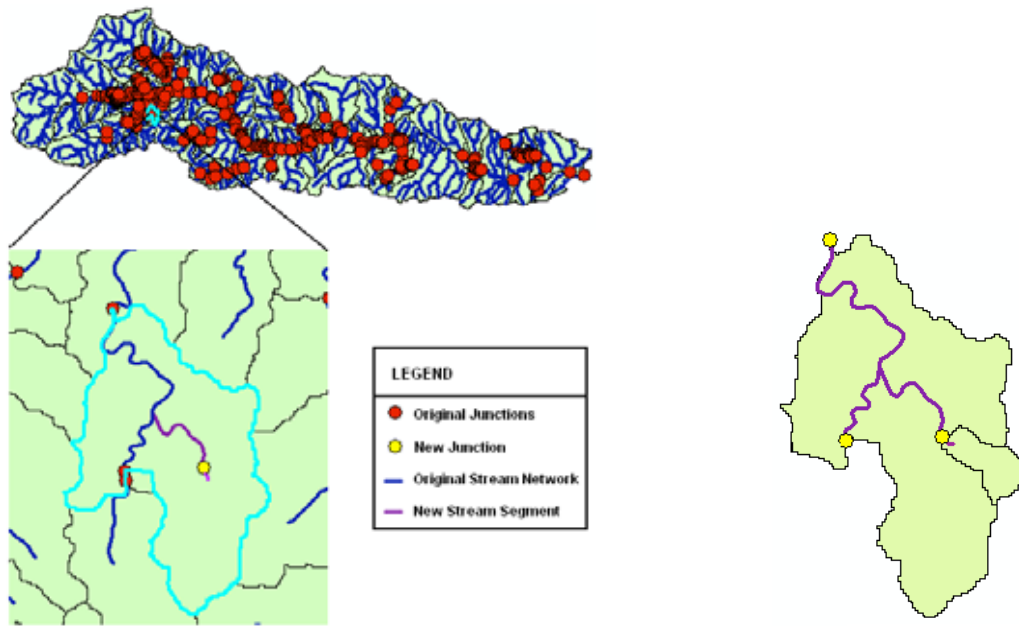 LEGEND
Original Junctions
New Junction
Original Stream Network
New Stream Segment